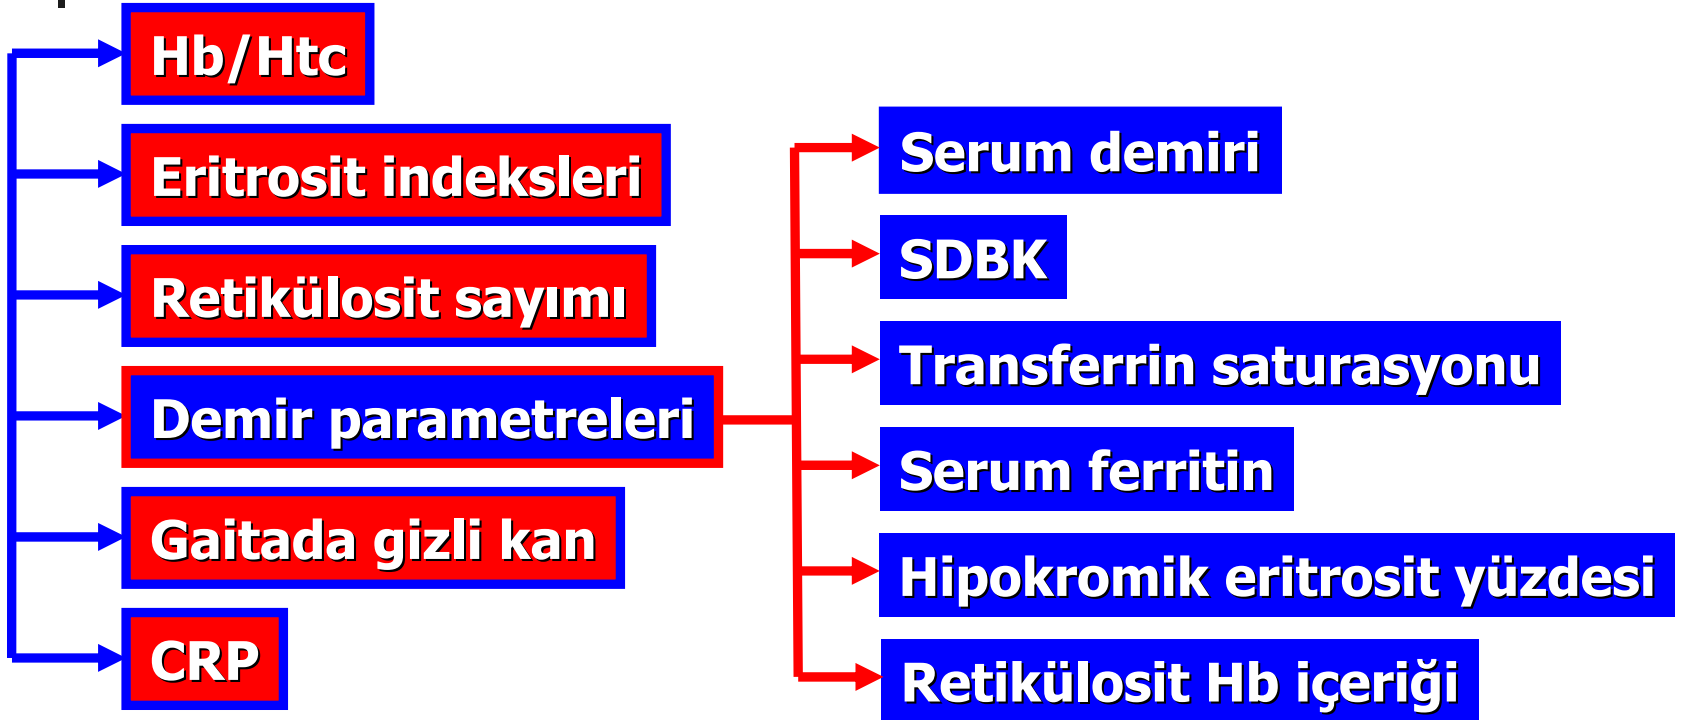 Hb/Htc
Eritrosit indeksleri
Retikülosit sayımı
Demir parametreleri
Gaitada gizli kan
CRP
Serum demiri
SDBK
Transferrin saturasyonu
Serum ferritin
Hipokromik eritrosit yüzdesi
Retikülosit Hb içeriği